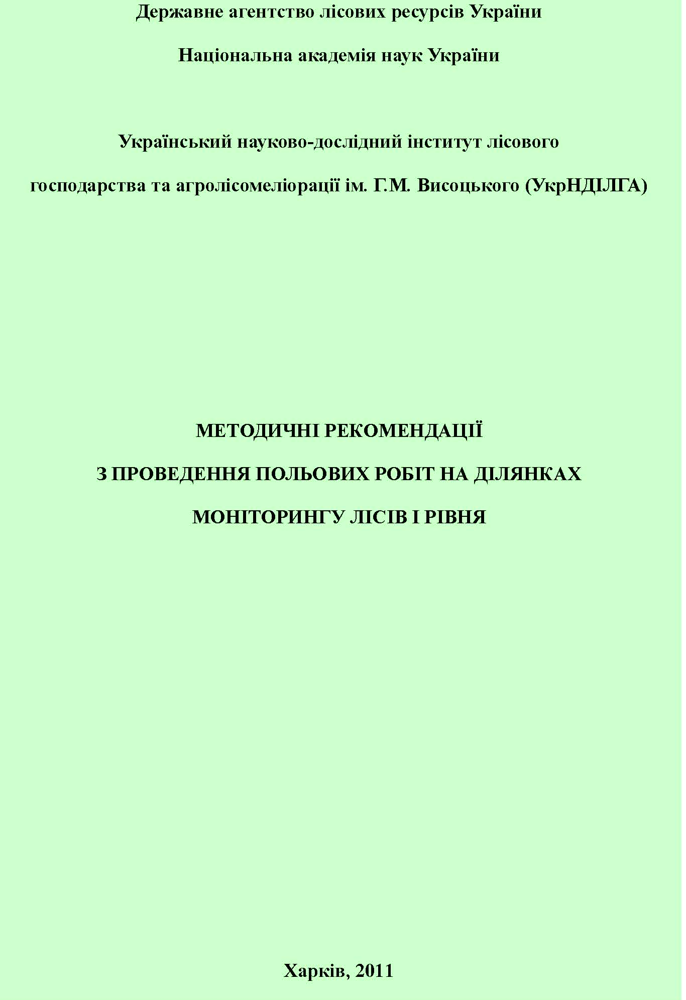 Державне агентство лісових ресурсів України
Національна академія наук України
Український науково-дослідний інститут лісового
господарства та агролісомеліорації ім. Г.М. Висоцького (УкрНДІЛГА)
МЕТОДИЧНІ РЕКОМЕНДАЦІЇ
З ПРОВЕДЕННЯ ПОЛЬОВИХ РОБІТ НА ДІЛЯНКАХ
МОНІТОРИНГУ ЛІСІВ І РІВНЯ
Харків, 2011